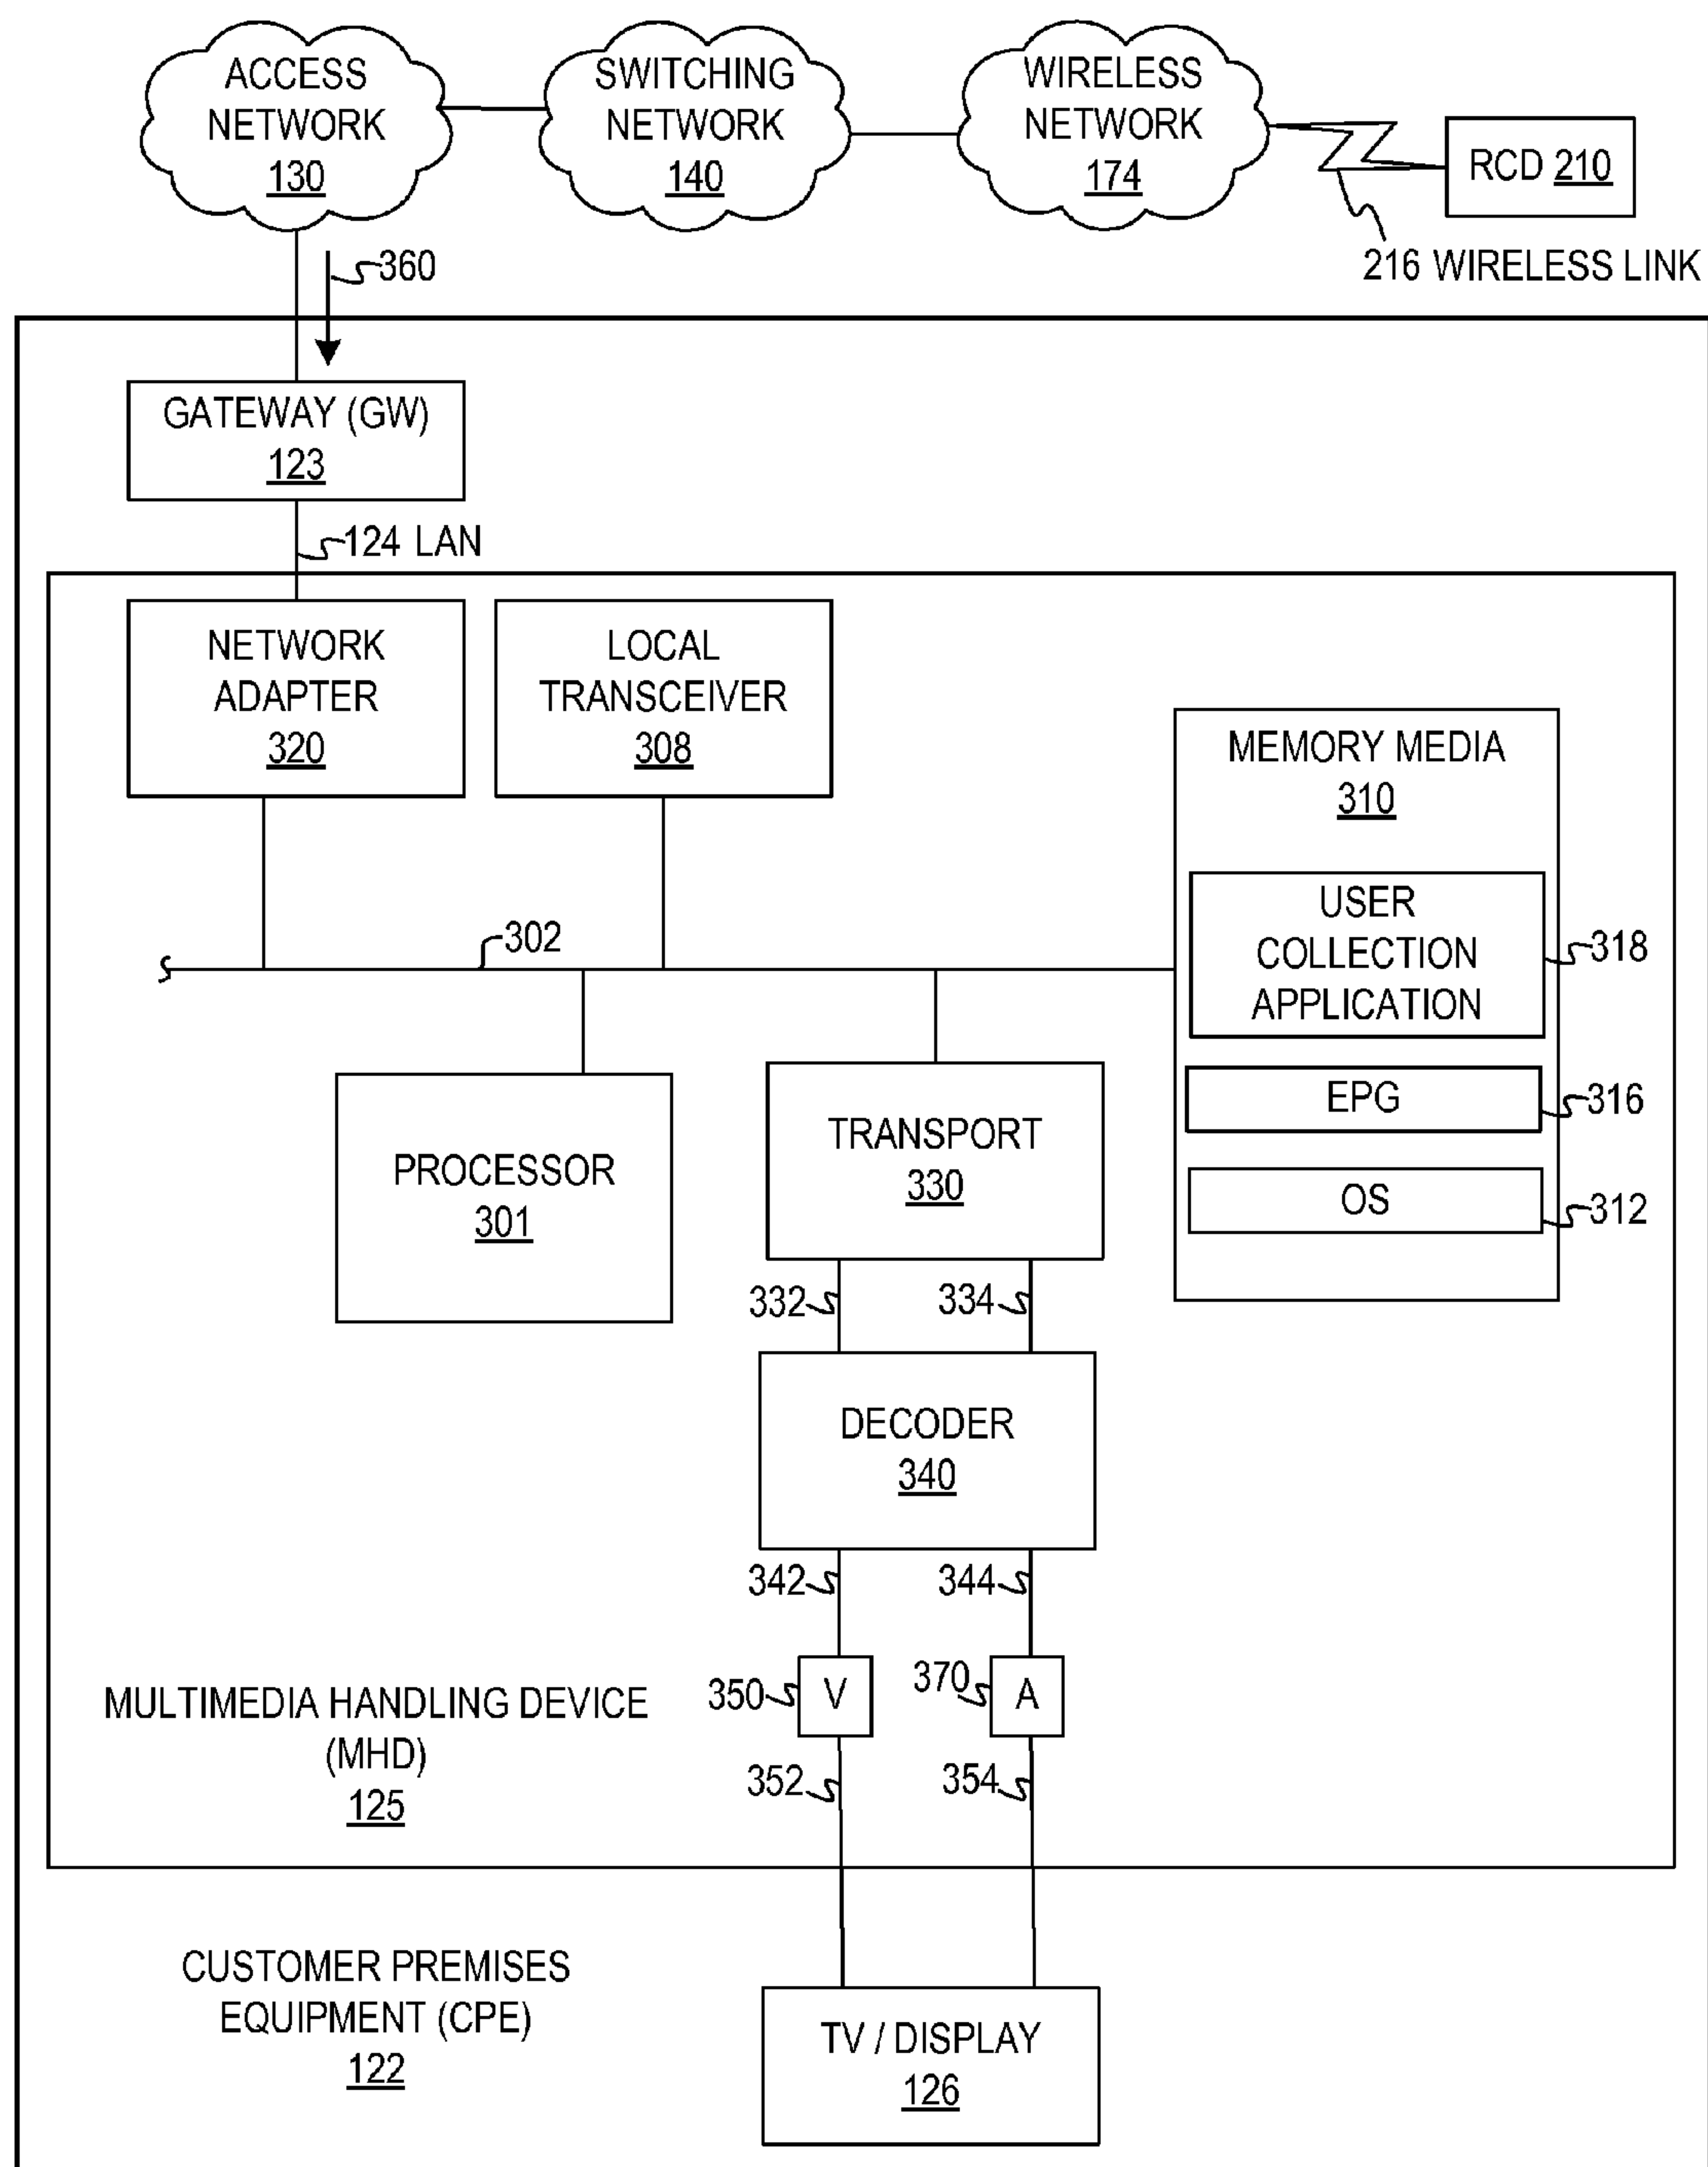 ACCESS
NETWORK
130
SWITCHING
NETWORK
140
WIRELESS
NETWORK
174
RCD 210
216 WIRELESS LINK
360
GATEWAY (GW)
123
124 LAN
NETWORK
ADAPTER
320
LOCAL
TRANSCEIVER
308
MEMORY MEDIA
310
USER
COLLECTION
APPLICATION
318
302
EPG
316
OS
312
PROCESSOR
301
TRANSPORT
330
332
334
DECODER
340
342
344
350
V
370
A
352
354
MULTIMEDIA HANDLING DEVICE
(MHD)
125
CUSTOMER PREMISES
EQUIPMENT (CPE)
122
TV / DISPLAY
126